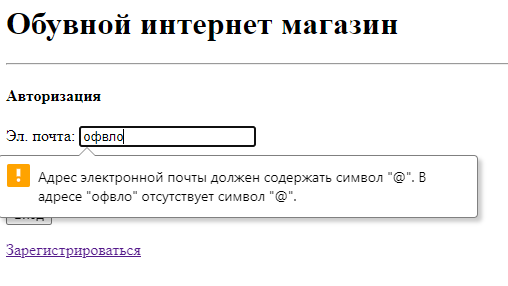 Обувной интернет магазин
Авторизация
Эл. почта: офвло
Адрес электронной почты должен содержать символ "@". В
адресе "офвло" отсутствует символ "@".
Зарегистрироваться